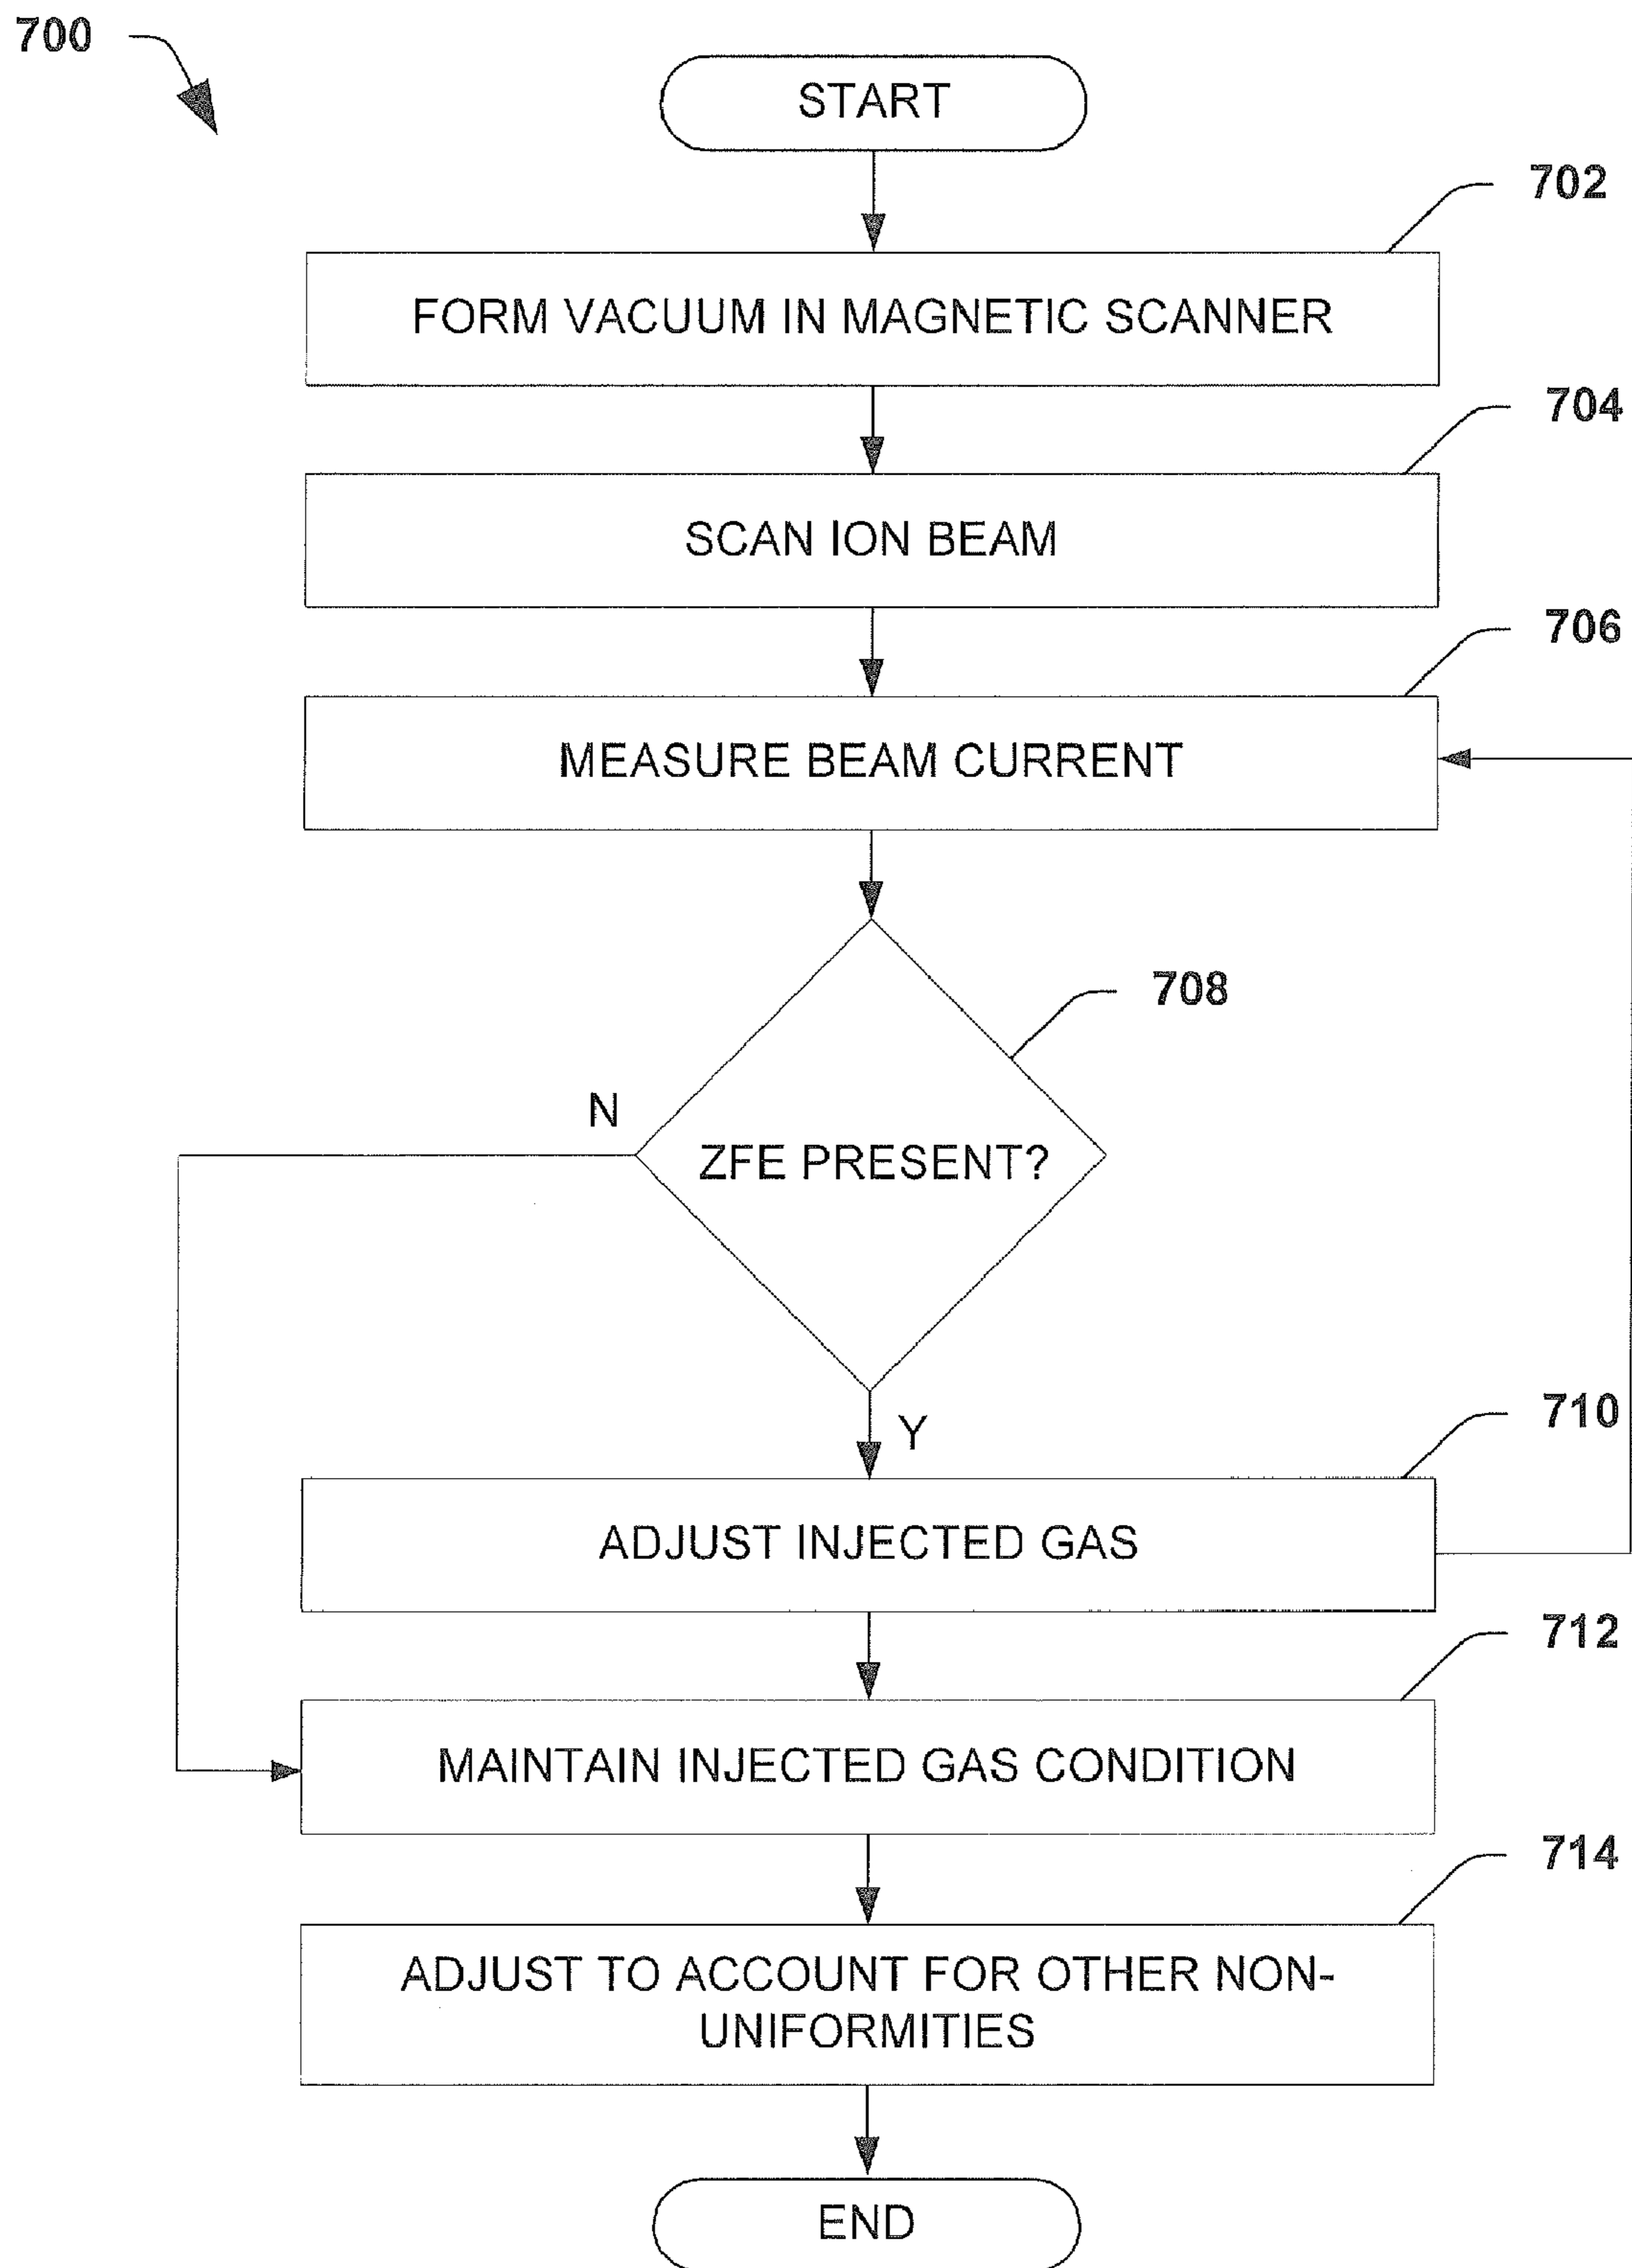 700
START
702
FORM VACUUM IN MAGNETIC SCANNER
704
SCAN ION BEAM
706
MEASURE BEAM CURRENT
708
N
ZFE PRESENT?
Y
710
ADJUST INJECTED GAS
712
MAINTAIN INJECTED GAS CONDITION
714
ADJUST TO ACCOUNT FOR OTHER NON-
UNIFORMITIES
END